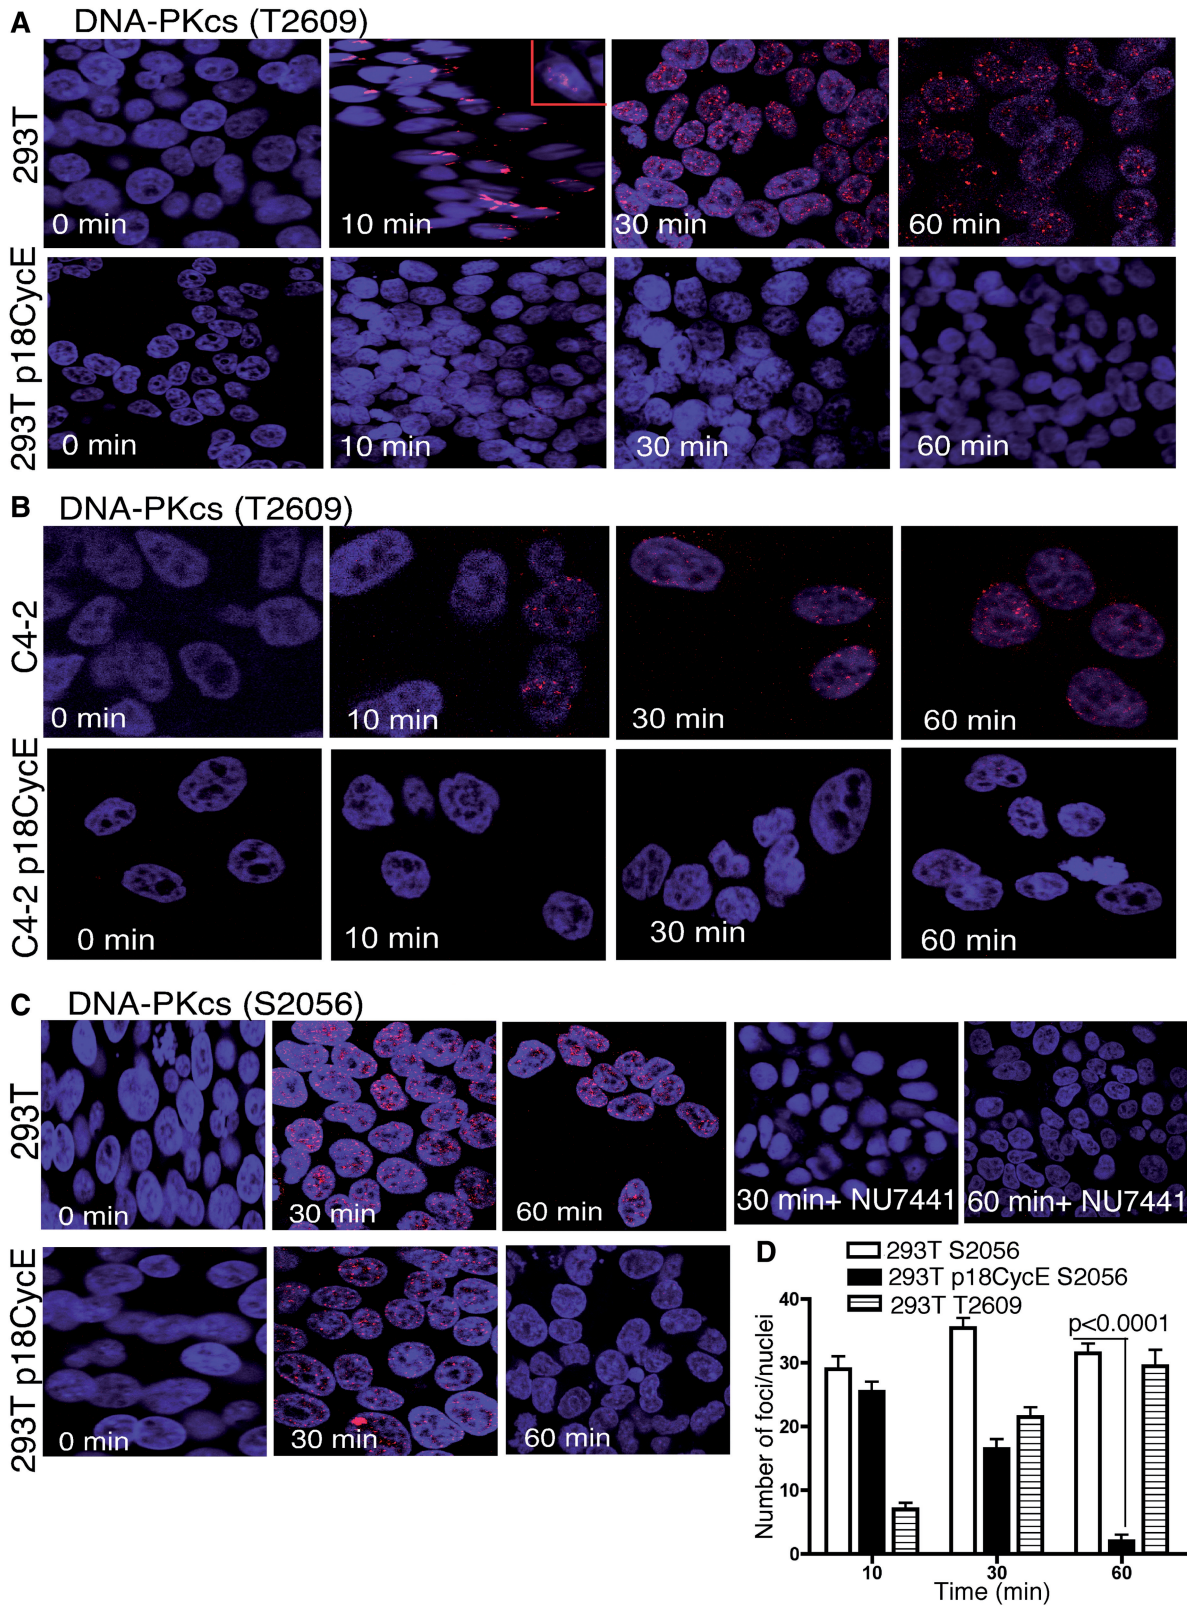 A DNA-PKcs (T2609)
293T
0 min
10 min
30 min
60 min
293T p18CycE
0 min
10 min
30 min
60 min
B DNA-PKcs (T2609)
C4-2
0 min
10 min
30 min
60 min
C4-2 p18CycE
0 min
10 min
30 min
60 min
C DNA-PKcs (S2056)
293T
0 min
30 min
60 min
30 min+ NU7441
60 min+ NU7441
293T p18CycE
0 min
30 min
60 min
D
293T S2056
293T p18CycE S2056
293T T2609
p<0.0001
Number of foci/nuclei
40
30
20
10
0
10 30 60
Time (min)